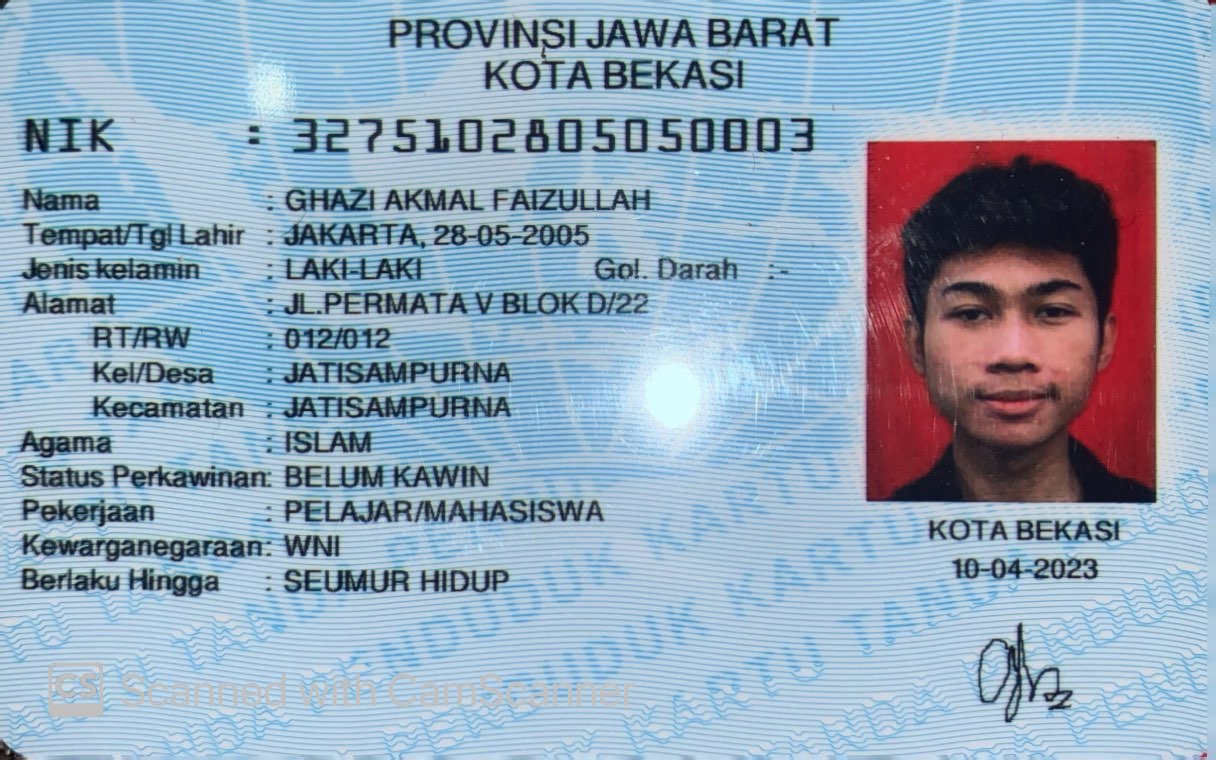 PROVINSI JAWA BARAT
KOTA BEKASI
NIK : 3275102805050003
Nama : GHAZI AKMAL FAIZULLAH
Tempat/Tgl Lahir : JAKARTA, 28-05-2005
Jenis kelamin : LAKI-LAKI Gol. Darah :-
Alamat : JL.PERMATA V BLOK D/22
RT/RW : 012/012
Kel/Desa : JATISAMPURNA
Kecamatan : JATISAMPURNA
Agama : ISLAM
Status Perkawinan: BELUM KAWIN
Pekerjaan : PELAJAR/MAHASISWA
Kewarganegaraan: WNI
Berlaku Hingga : SEUMUR HIDUP
KOTA BEKASI
10-04-2023
CS Scanned with CamScanner